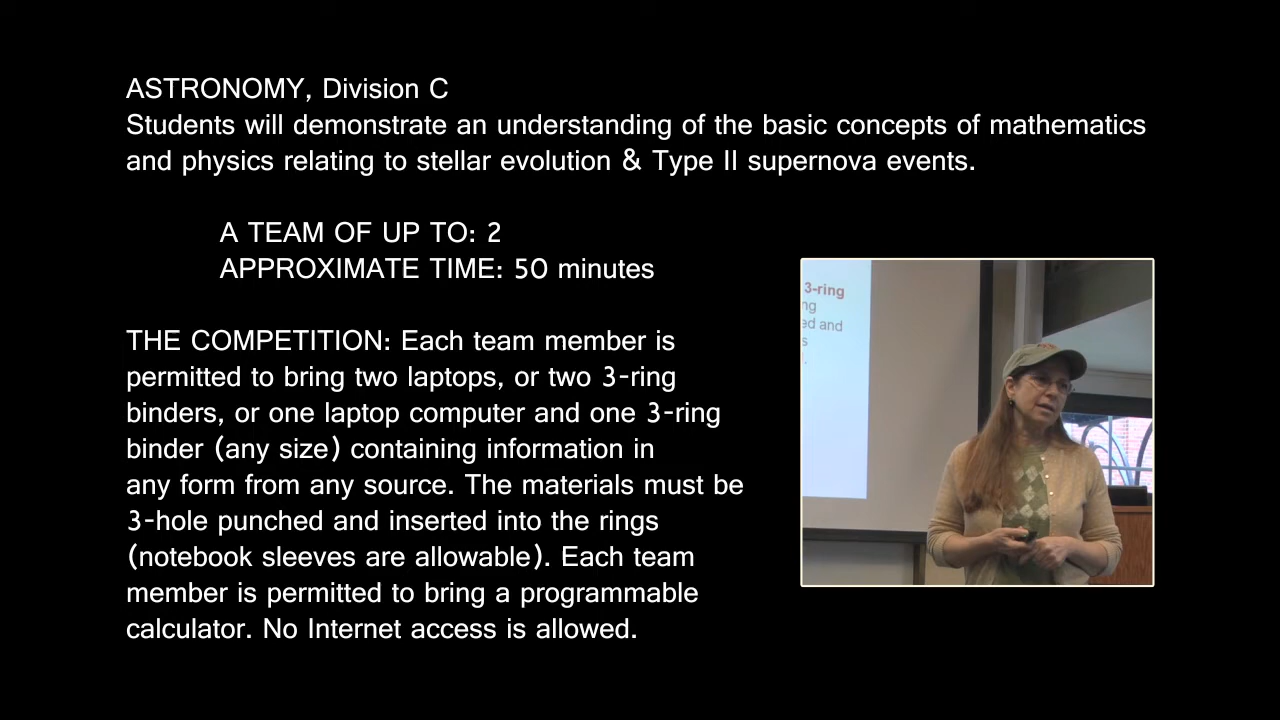 ASTRONOMY, Division C
Students will demonstrate an understanding of the basic concepts of mathematics
and physics relating to stellar evolution & Type II supernova events.
A TEAM OF UP TO: 2
APPROXIMATE TIME: 50 minutes
THE COMPETITION: Each team member is
permitted to bring two laptops, or two 3-ring
binders, or one laptop computer and one 3-ring
binder (any size) containing information in
any form from any source. The materials must be
3-hole punched and inserted into the rings
(notebook sleeves are allowable). Each team
member is permitted to bring a programmable
calculator. No Internet access is allowed.
3-ring
ng
ed and
s